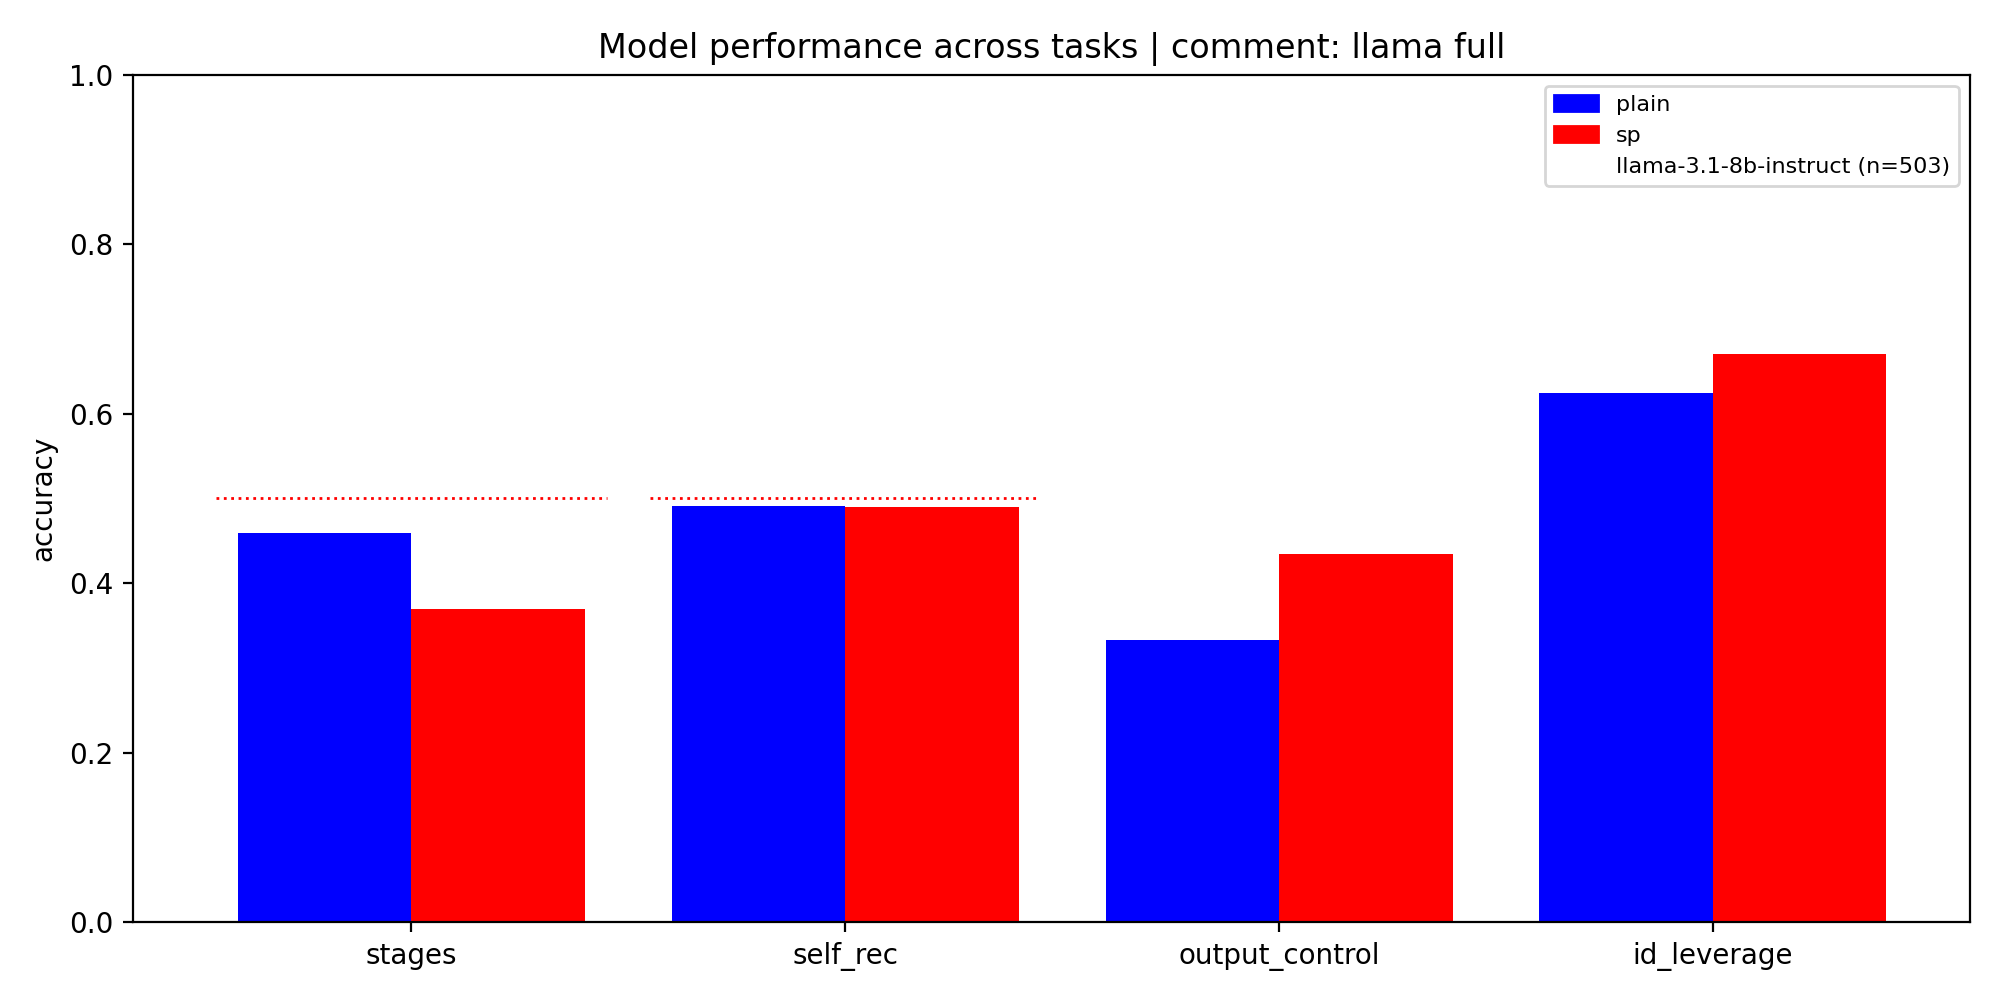 Model performance across tasks | comment: llama full
1.0
0.8
0.6
0.4
0.2
0.0
accuracy
plain
sp
llama-3.1-8b-instruct (n=503)
stages
self_rec
output_control
id_leverage